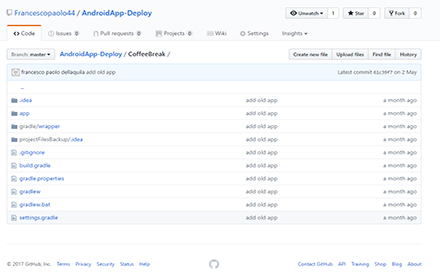 Francescopaolo44 / AndroidApp-Deploy
Unwatch 1 Star 0 Fork 0
Code Issues 0 Pull requests 0 Projects 0 Wiki Settings Insights
Branch: master AndroidApp-Deploy / CoffeeBreak / Create new file Upload files Find file History
francesco paolo dellaquila add old app Latest commit 61c39f7 on 2 May
..
.idea add old app a month ago
app add old app a month ago
gradle/wrapper add old app a month ago
projectFilesBackup/.idea add old app a month ago
.gitignore add old app a month ago
build.gradle add old app a month ago
gradle.properties add old app a month ago
gradlew add old app a month ago
gradlew.bat add old app a month ago
settings.gradle add old app a month ago
© 2017 GitHub, Inc. Terms Privacy Security Status Help Contact GitHub API Training Shop Blog About